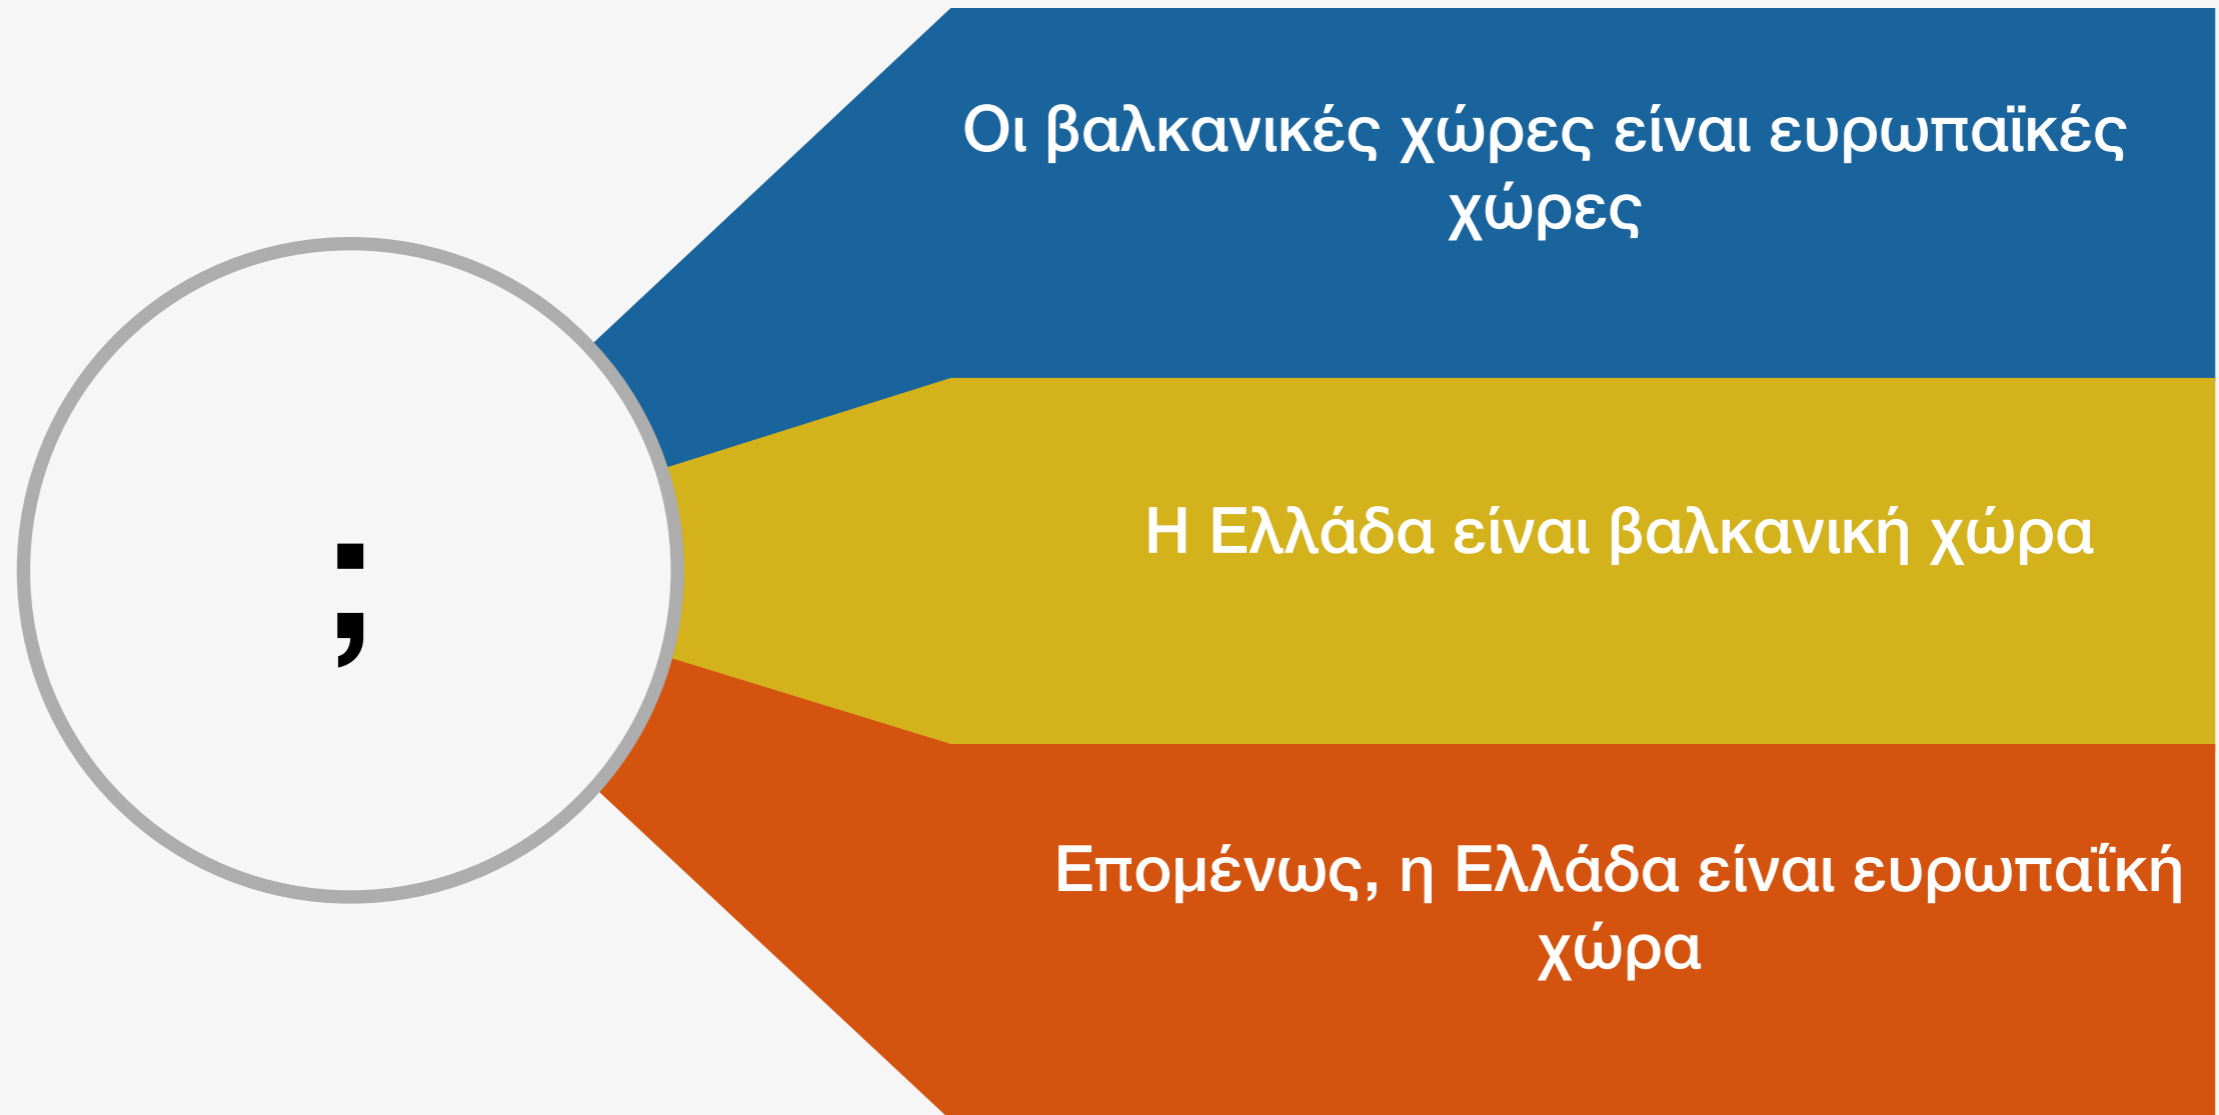 Οι βαλκανικές χώρες είναι ευρωπαϊκές
χώρες
;
Η Ελλάδα είναι βαλκανική χώρα
Επομένως, η Ελλάδα είναι ευρωπαΐκή
χώρα